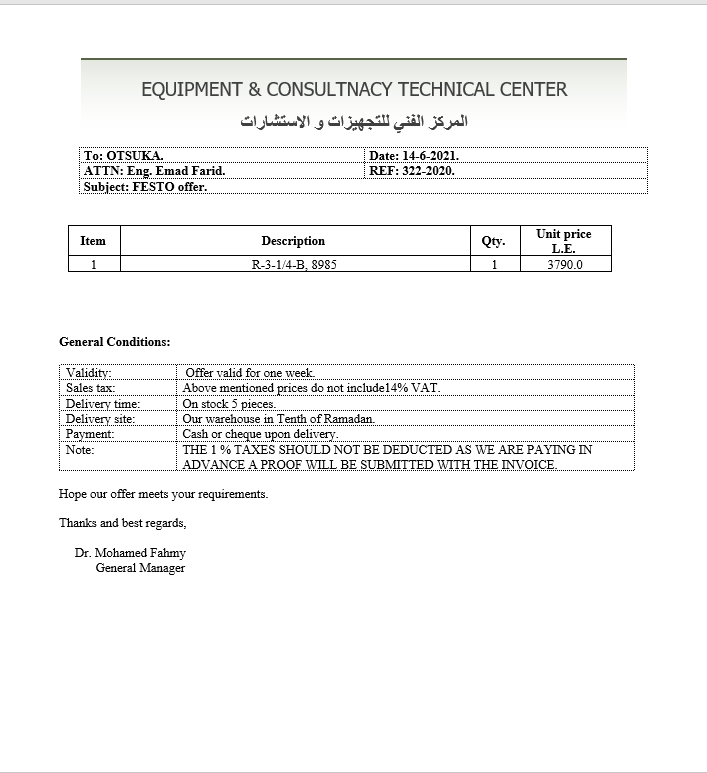 EQUIPMENT & CONSULTNACY TECHNICAL CENTER
المركز الفني للتجهيزات و الاستشارات
To: OTSUKA. Date: 14-6-2021.
ATTN: Eng. Emad Farid. REF: 322-2020.
Subject: FESTO offer.
Item Description Qty. Unit price L.E.
1 R-3-1/4-B, 8985 1 3790.0
General Conditions:
Validity: Offer valid for one week.
Sales tax: Above mentioned prices do not include14% VAT.
Delivery time: On stock 5 pieces.
Delivery site: Our warehouse in Tenth of Ramadan.
Payment: Cash or cheque upon delivery.
Note: THE 1 % TAXES SHOULD NOT BE DEDUCTED AS WE ARE PAYING IN
ADVANCE A PROOF WILL BE SUBMITTED WITH THE INVOICE.
Hope our offer meets your requirements.
Thanks and best regards,
Dr. Mohamed Fahmy
General Manager